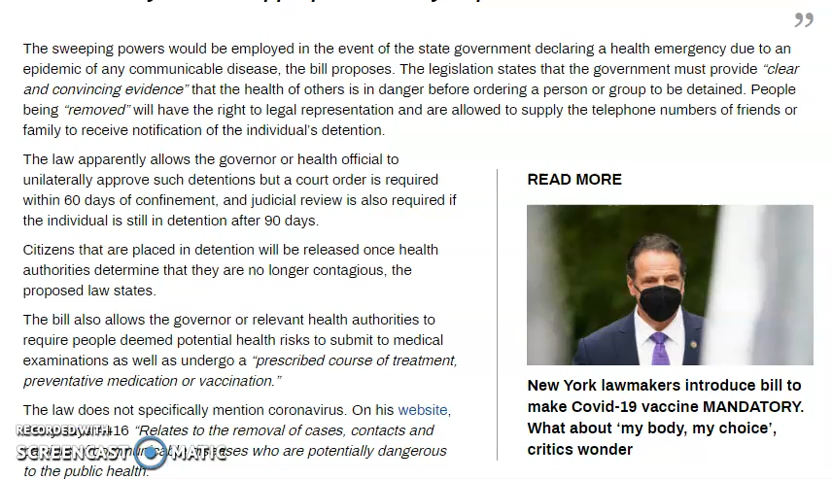 The sweeping powers would be employed in the event of the state government declaring a health emergency due to an
epidemic of any communicable disease, the bill proposes. The legislation states that the government must provide “clear
and convincing evidence” that the health of others is in danger before ordering a person or group to be detained. People
being “removed” will have the right to legal representation and are allowed to supply the telephone numbers of friends or
family to receive notification of the individual’s detention.
The law apparently allows the governor or health official to
unilaterally approve such detentions but a court order is required
within 60 days of confinement, and judicial review is also required if
the individual is still in detention after 90 days.
Citizens that are placed in detention will be released once health
authorities determine that they are no longer contagious, the
proposed law states.
The bill also allows the governor or relevant health authorities to
require people deemed potential health risks to submit to medical
examinations as well as undergo a “prescribed course of treatment,
preventative medication or vaccination.”
The law does not specifically mention coronavirus. On his website,
16 “Relates to the removal of cases, contacts and
who are potentially dangerous
to the public health.
RECORDED WITH
SCREENCAST MATIC
READ MORE
New York lawmakers introduce bill to
make Covid-19 vaccine MANDATORY.
What about ‘my body, my choice’,
critics wonder